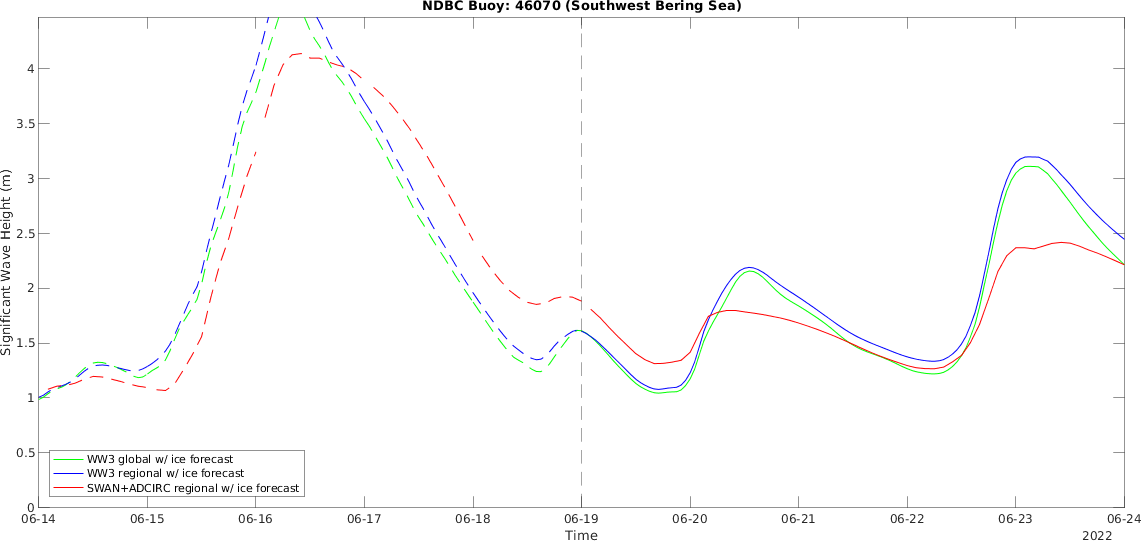 NDBC Buoy: 46070 (Southwest Bering Sea)
Significant Wave Height (m)
4
3.5
3
2.5
2
1.5
1
0.5
0
WW3 global w/ ice forecast
WW3 regional w/ ice forecast
SWAN+ADCIRC regional w/ ice forecast
06-14 06-15 06-16 06-17 06-18 06-19 06-20 06-21 06-22 06-23 06-24
Time
2022